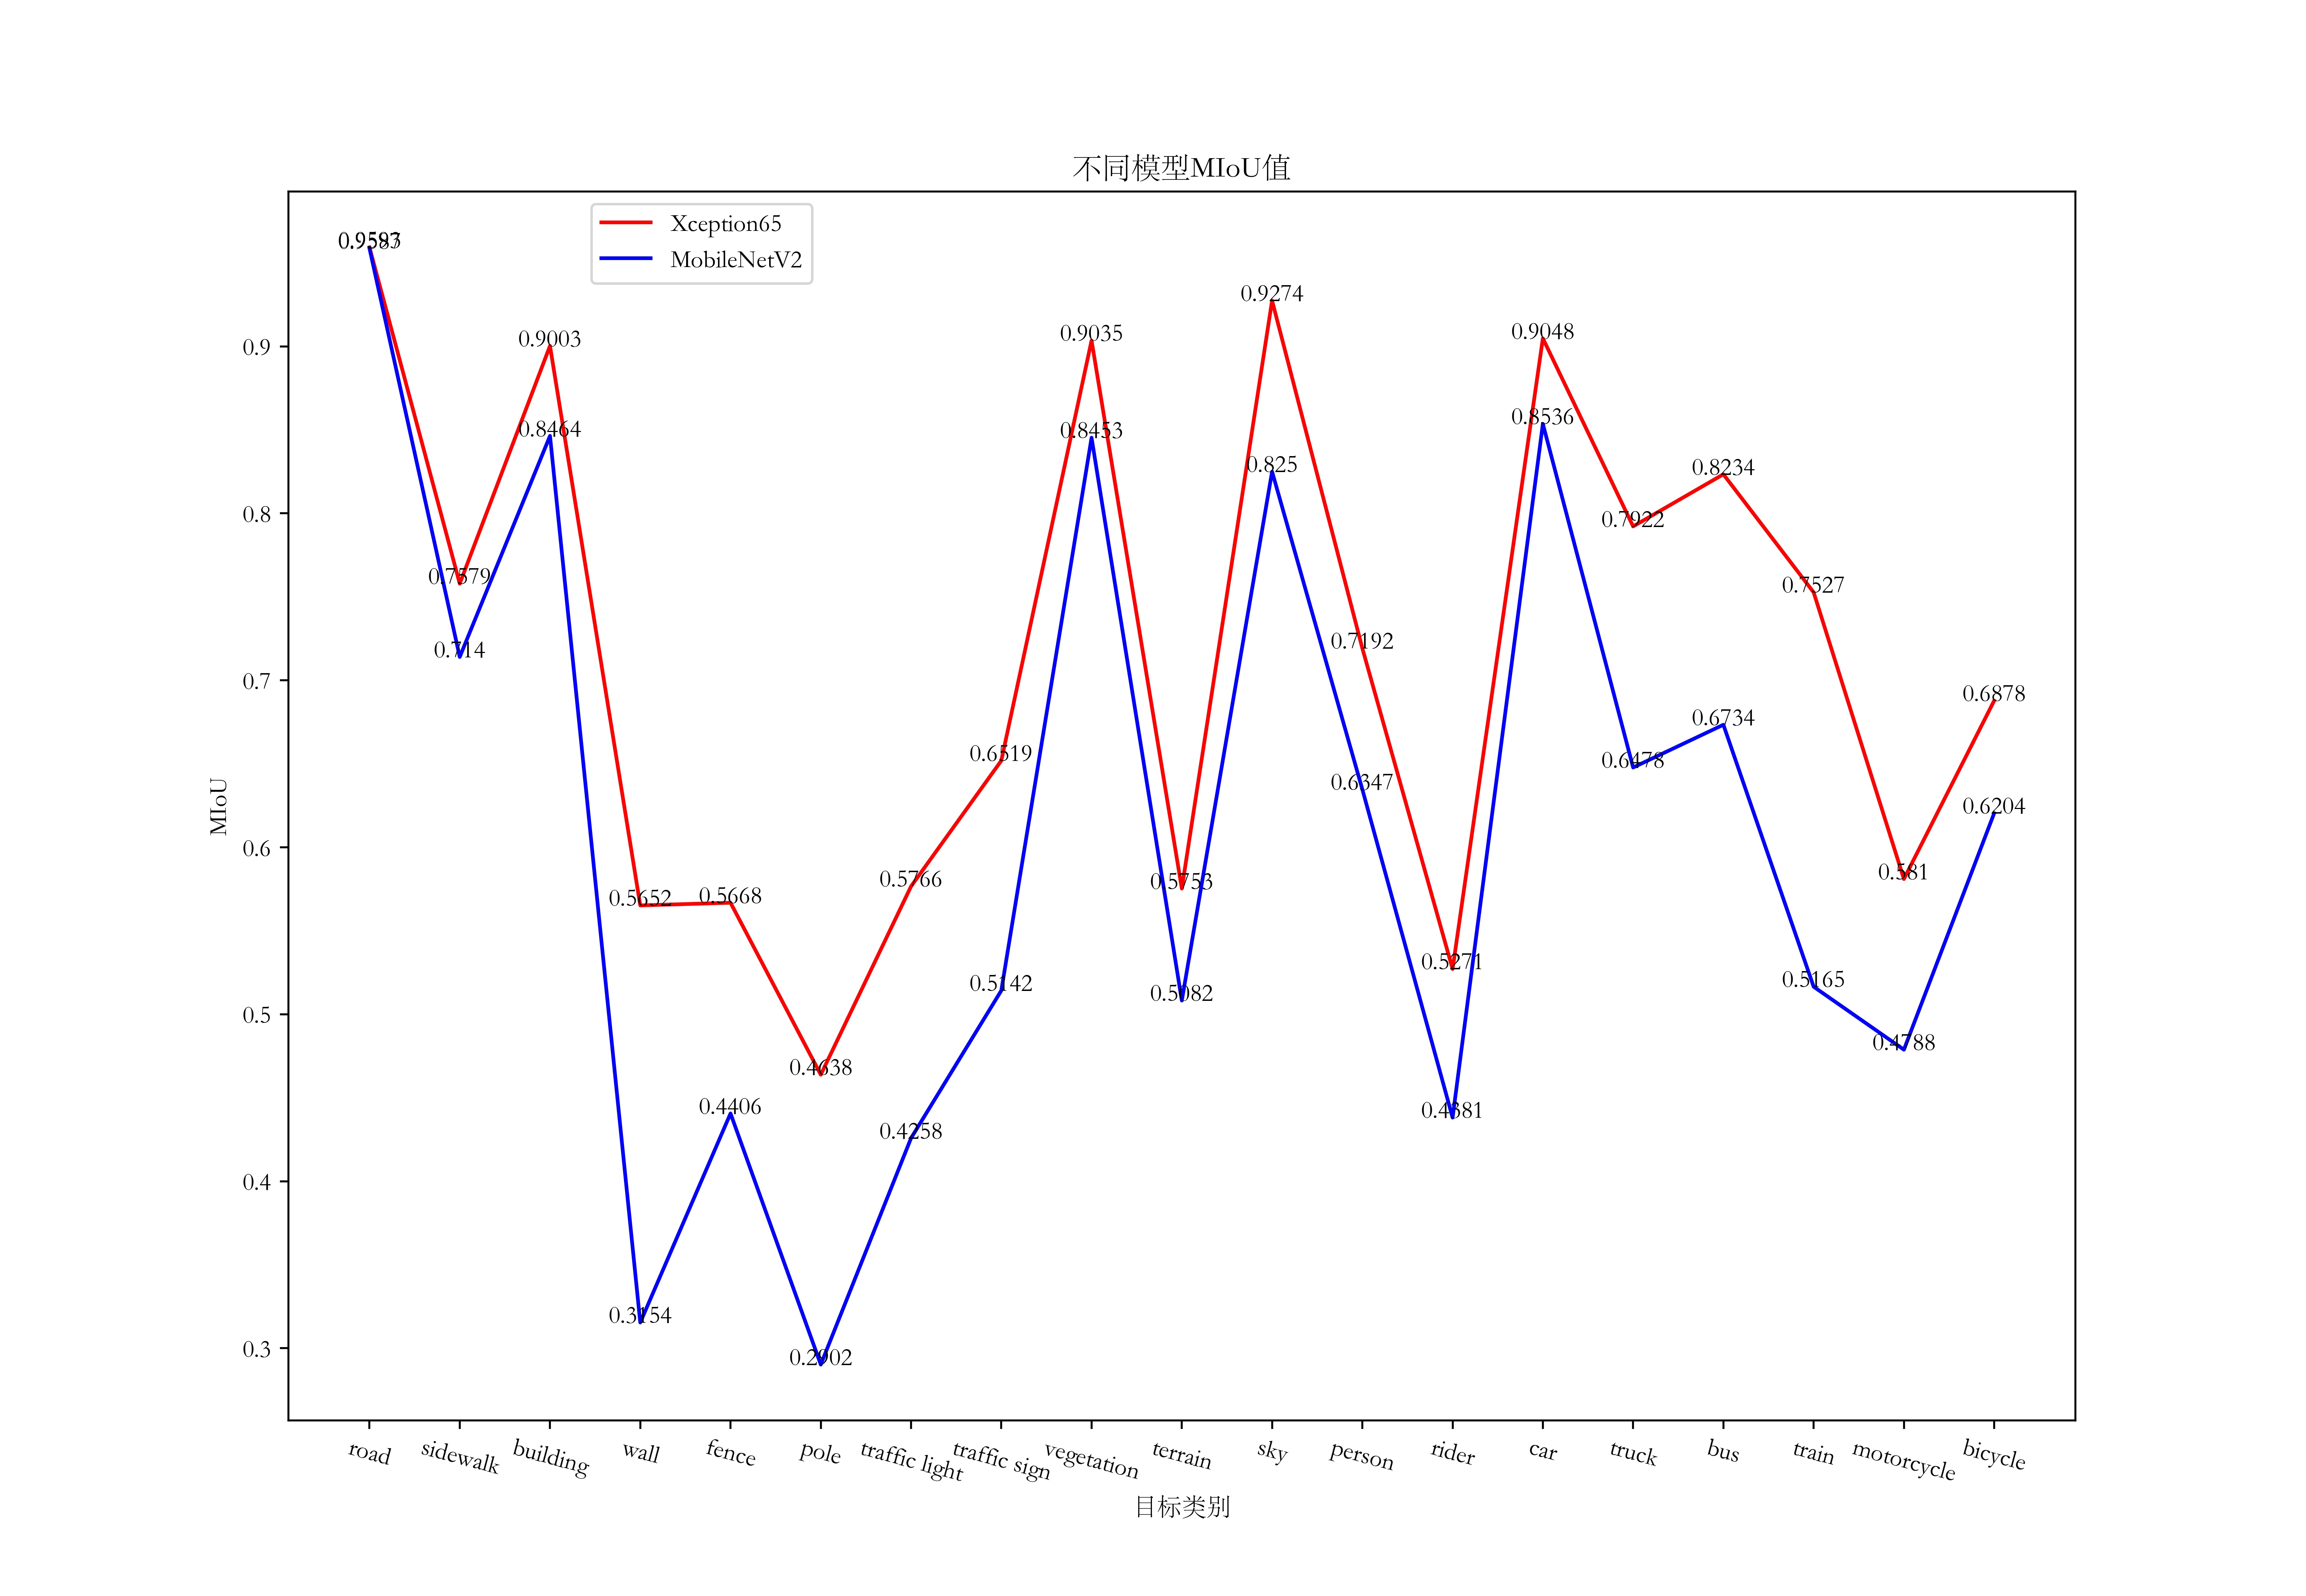 不同模型MIoU值
Xception65
MobileNetV2
MIoU
0.9
0.8
0.7
0.6
0.5
0.4
0.3
0.7579
0.9003
0.5652
0.5668
0.4638
0.5766
0.6519
0.9035
0.5753
0.9274
0.7192
0.5271
0.9048
0.7922
0.8234
0.7527
0.581
0.6878
0.714
0.8464
0.3154
0.4406
0.2902
0.4258
0.5142
0.8453
0.5082
0.825
0.6347
0.4381
0.8536
0.6478
0.6734
0.5165
0.4788
0.6204
road
sidewalk
building
wall
fence
pole
traffic light
traffic sign
vegetation
terrain
sky
person
rider
car
truck
bus
train
motorcycle
bicycle
目标类别